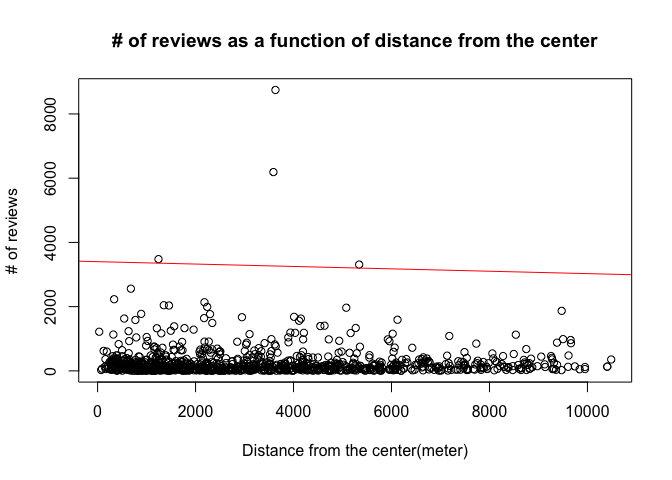 # of reviews as a function of distance from the center
# of reviews
8000
6000
4000
2000
0
0 2000 4000 6000 8000 10000
Distance from the center(meter)